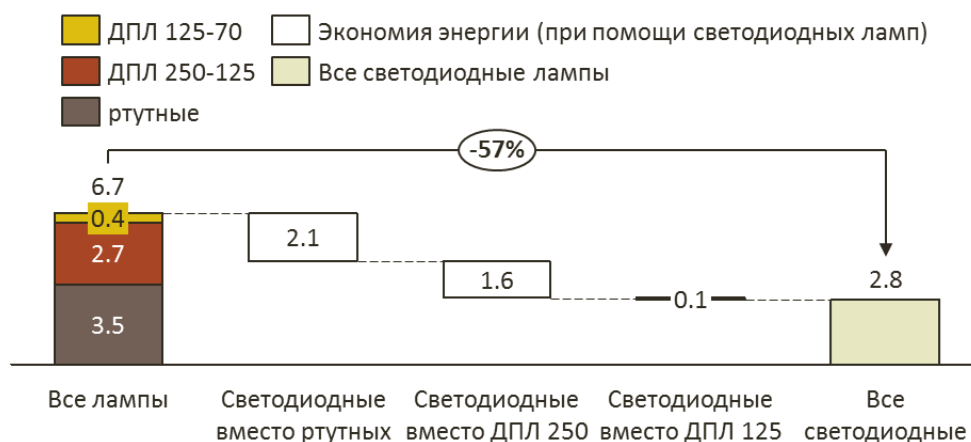 ДПЛ 125-70
Экономия энергии (при помощи светодиодных ламп)
ДПЛ 250-125
Все светодиодные лампы
ртутные
-57%
6.7
0.4
2.7
3.5
2.1
1.6
0.1
2.8
Все лампы
Светодиодные
вместо ртутных
Светодиодные
вместо ДПЛ 250
Светодиодные
вместо ДПЛ 125
Все
светодиодные